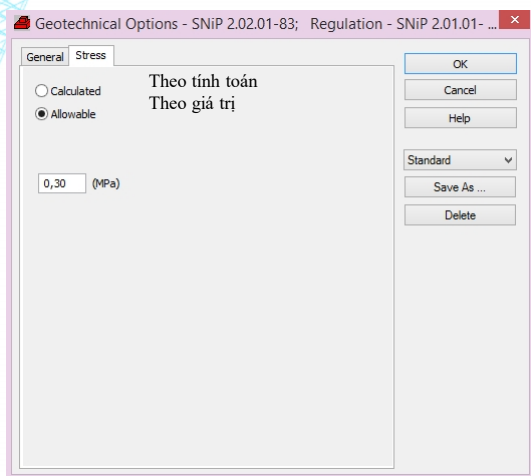 Geotechnical Options - SNiP 2.02.01-83; Regulation - SNiP 2.01.01- ...
General Stress
Calculated
Allowable
Theo tính toán
Theo giá trị
0,30 (MPa)
OK
Cancel
Help
Standard
Save As ...
Delete